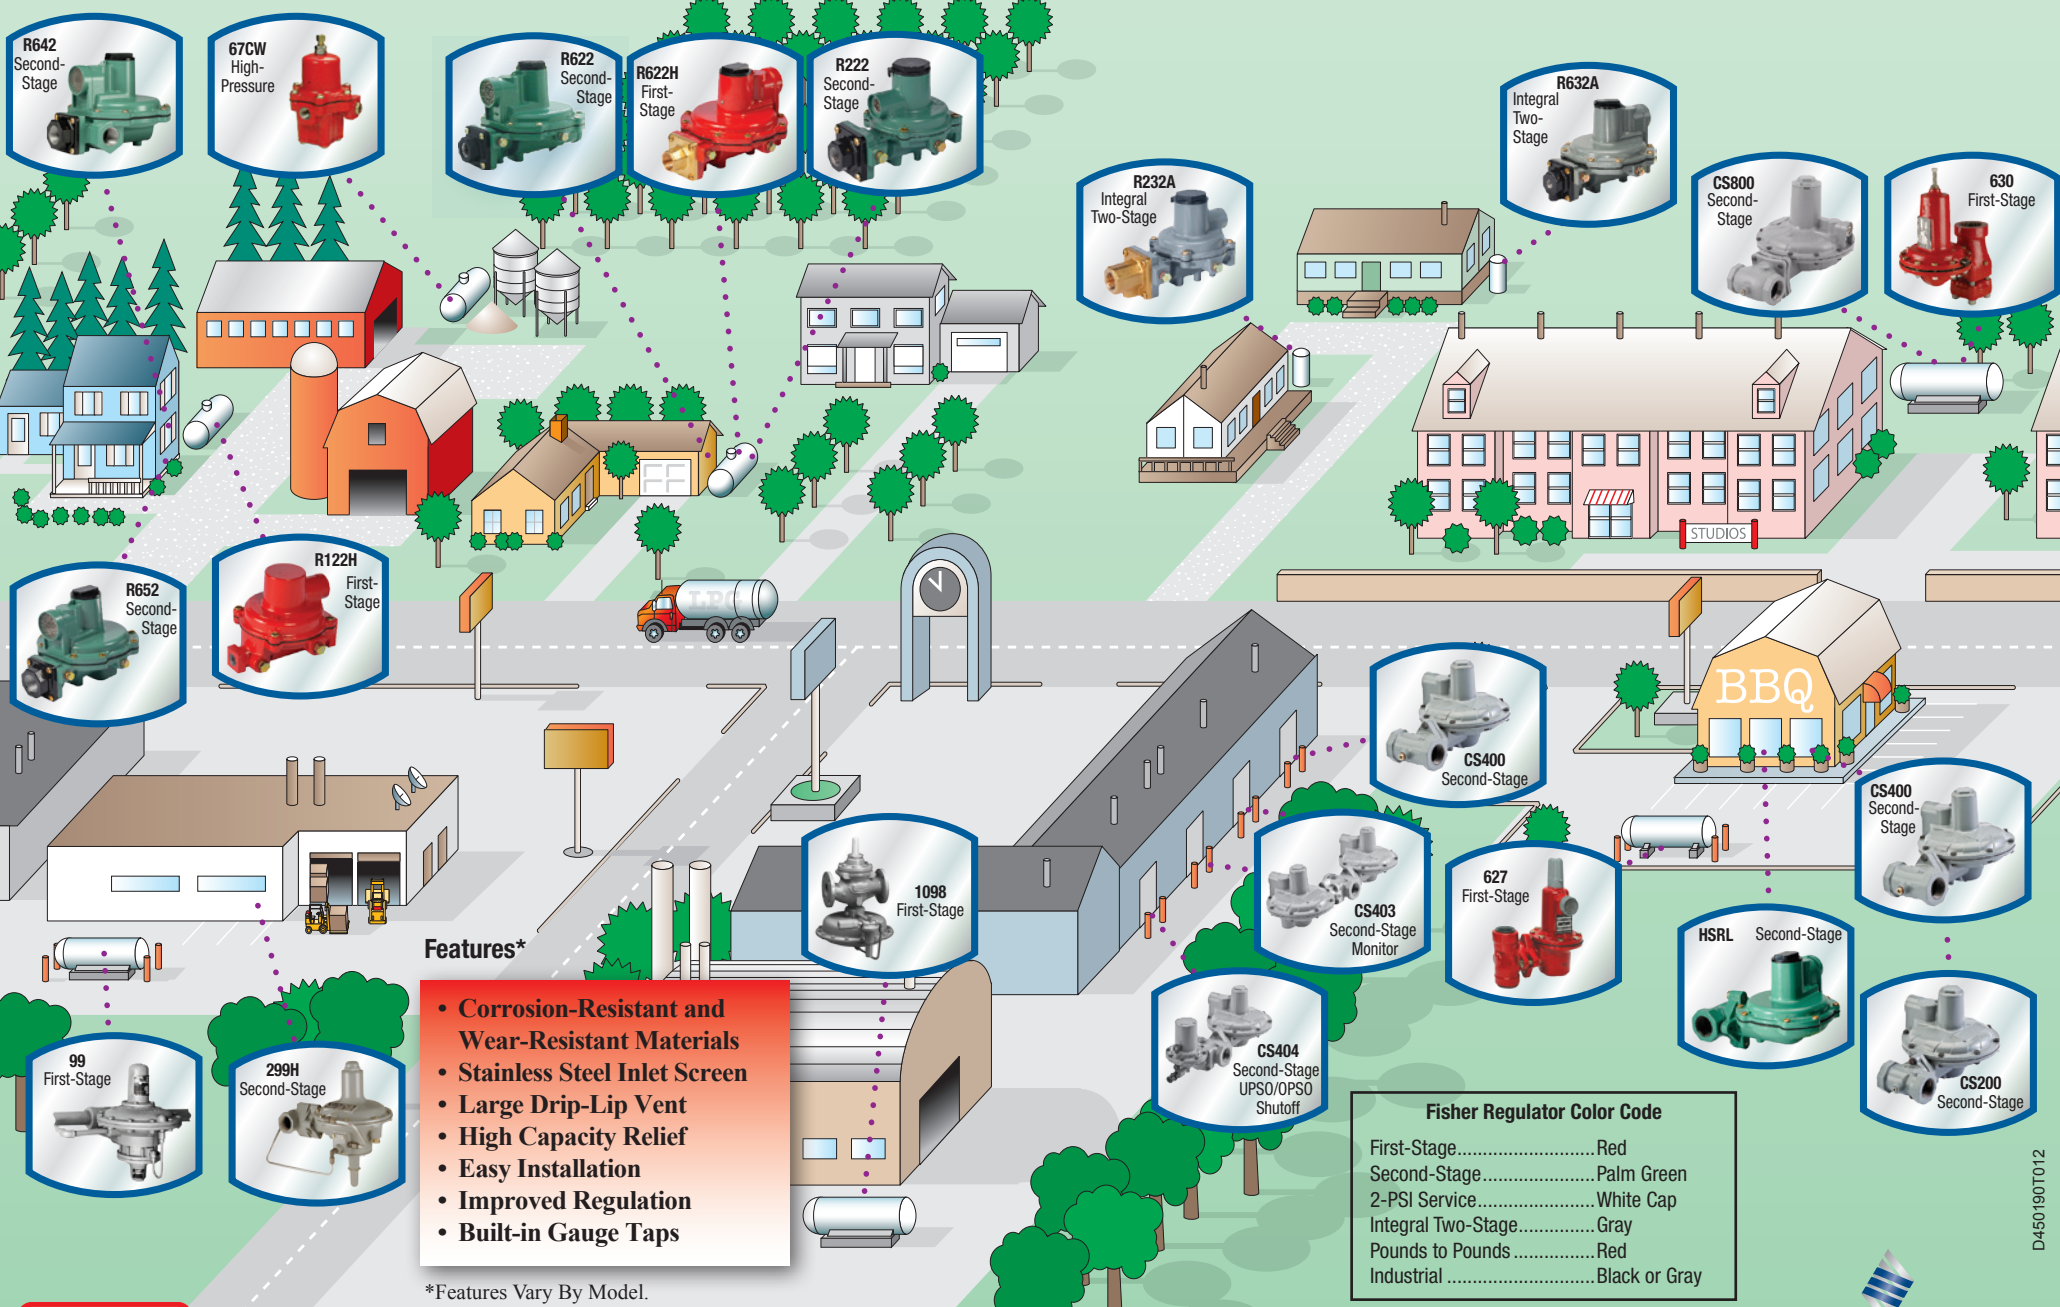 R642
Second-
Stage
67CW
High-
Pressure
R622
Second-
Stage
R622H
First-
Stage
R222
Second-
Stage
R232A
Integral
Two-Stage
R632A
Integral
Two-
Stage
CS800
Second-
Stage
630
First-Stage
STUDIOS
R652
Second-
Stage
R122H
First-
Stage
LPG
BBQ
CS400
Second-Stage
CS400
Second-
Stage
1098
First-Stage
CS403
Second-Stage
Monitor
627
First-Stage
HSRL Second-Stage
CS404
Second-Stage
UPSO/OPSO
Shutoff
CS200
Second-Stage
99
First-Stage
299H
Second-Stage
Features*
• Corrosion-Resistant and
Wear-Resistant Materials
• Stainless Steel Inlet Screen
• Large Drip-Lip Vent
• High Capacity Relief
• Easy Installation
• Improved Regulation
• Built-in Gauge Taps
*Features Vary By Model.
Fisher Regulator Color Code
First-Stage..........................Red
Second-Stage.....................Palm Green
2-PSI Service......................White Cap
Integral Two-Stage..............Gray
Pounds to Pounds ...............Red
Industrial ............................Black or Gray
D450190T012